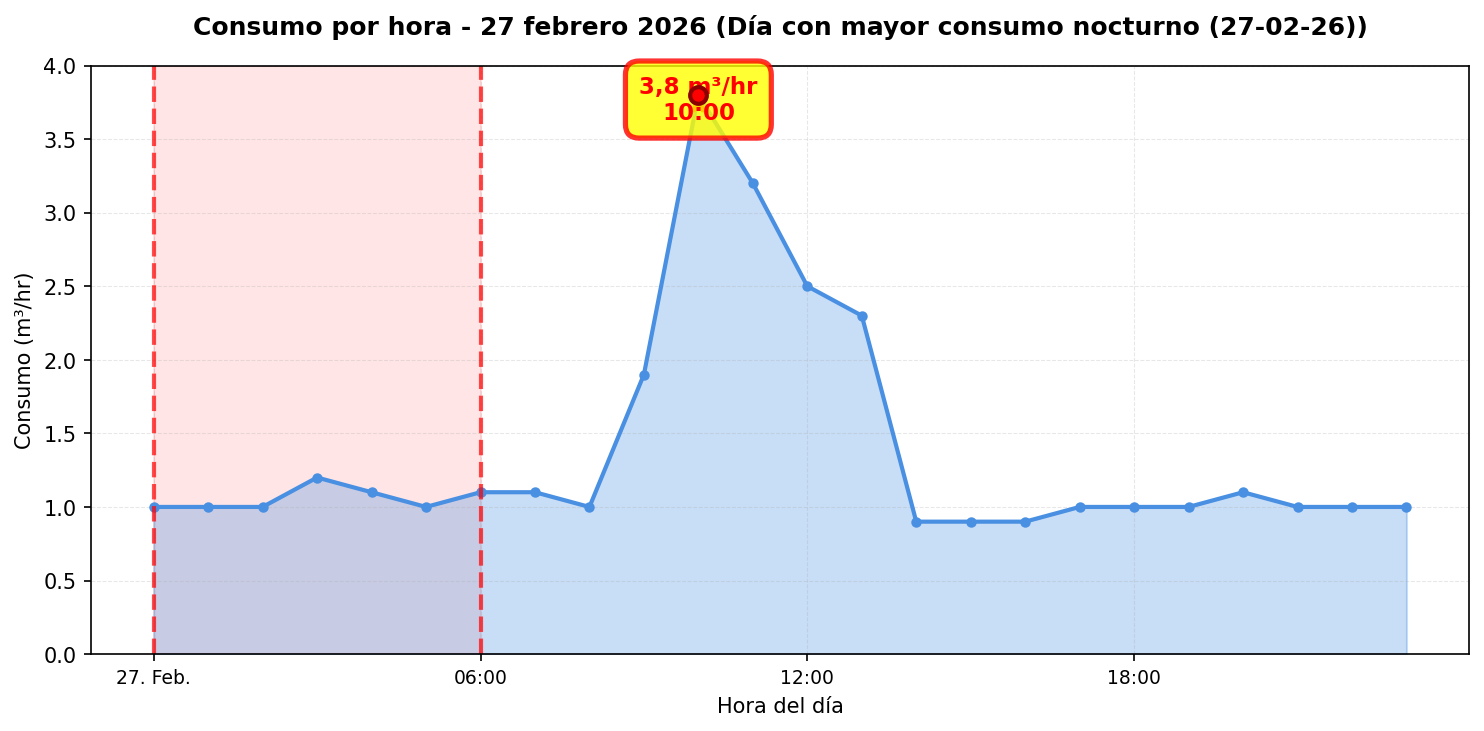 Consumo por hora - 27 febrero 2026 (Día con mayor consumo nocturno (27-02-26))
3,8 m³/hr
10:00
Consumo (m³/hr)
4.0
3.5
3.0
2.5
2.0
1.5
1.0
0.5
0.0
27. Feb.
06:00
12:00
18:00
Hora del día